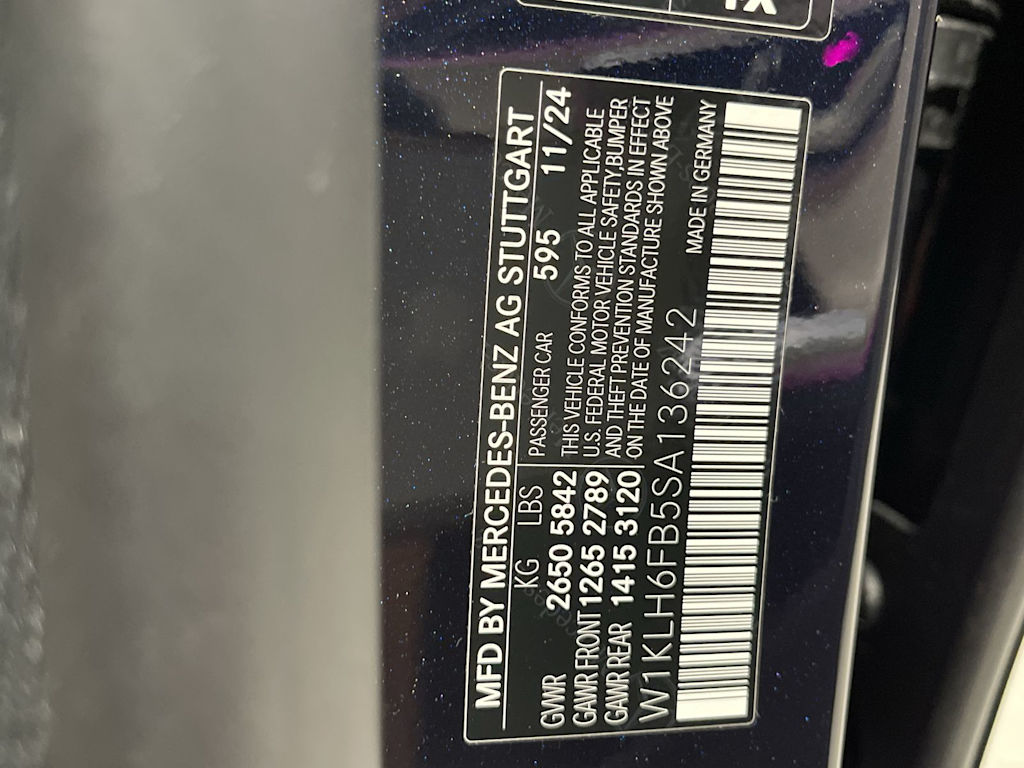 MFD BY MERCEDES-BENZ AG STUTTGART
KG LBS
GWR 2650 5842
GAWR FRONT 1265 2789
GAWR REAR 1415 3120
PASSENGER CAR 595 11/24
THIS VEHICLE CONFORMS TO ALL APPLICABLE
U.S. FEDERAL MOTOR VEHICLE SAFETY,BUMPER
AND THEFT PREVENTION STANDARDS IN EFFECT
ON THE DATE OF MANUFACTURE SHOWN ABOVE
W1KLH6FB5SA136242
MADE IN GERMANY